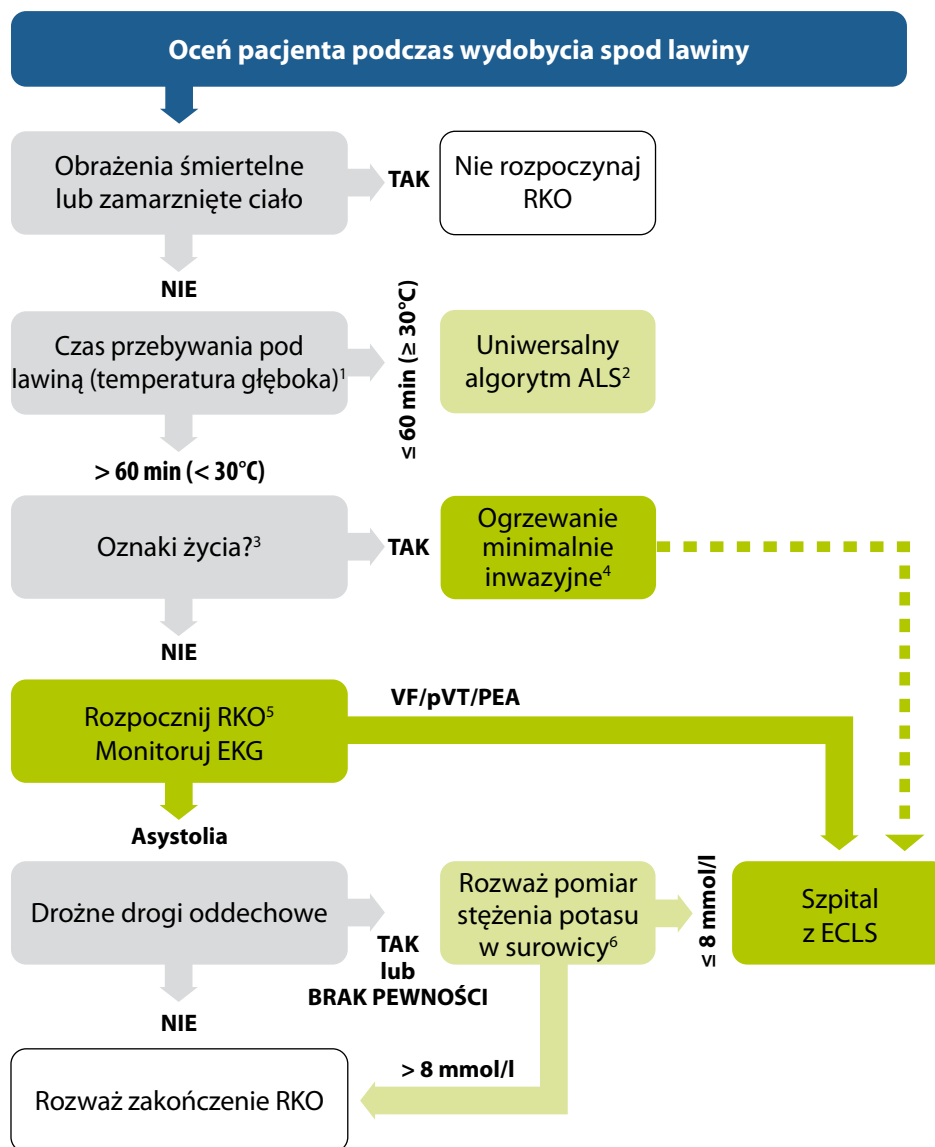 Oceń pacjenta podczas wydobycia spod lawiny
Obrażenia śmiertelne
lub zamarznięte ciało
TAK
Nie rozpoczynaj
RKO
NIE
Czas przebywania pod
lawiną (temperatura głęboka)¹
≤ 60 min (≥ 30°C)
Uniwersalny
algorytm ALS²
> 60 min (< 30°C)
Oznaki życia?³
TAK
Ogrzewanie
minimalnie
inwazyjne⁴
NIE
Rozpocznij RKO⁵
Monitoruj EKG
VF/pVT/PEA
Asystolia
Drożne drogi oddechowe
TAK
lub
BRAK PEWNOŚCI
Rozważ pomiar
stężenia potasu
w surowicy⁶
≤ 8 mmol/l
Szpital
z ECLS
NIE
> 8 mmol/l
Rozważ zakończenie RKO